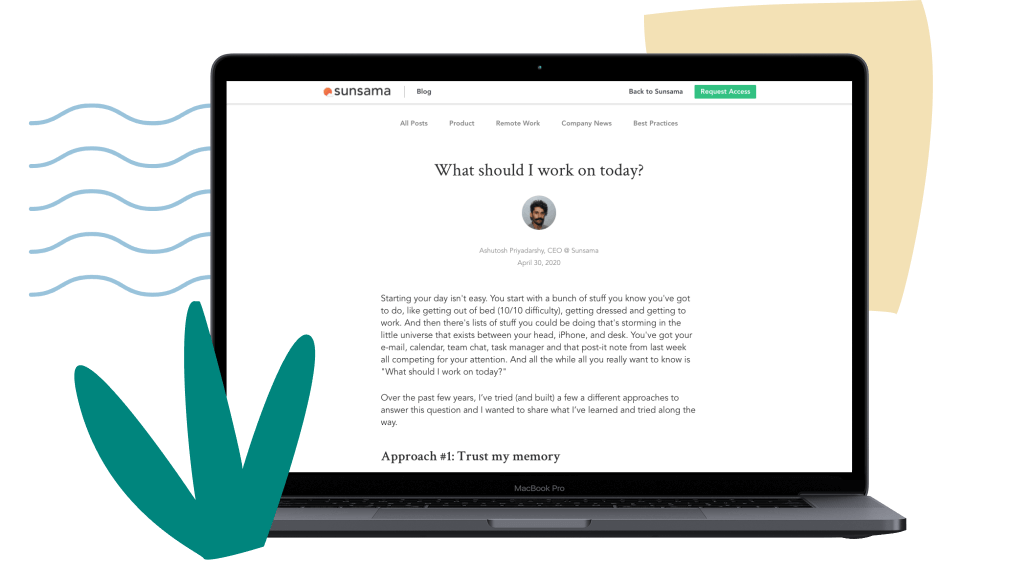 sunsama Blog Back to Sunsama Request Access
All Posts Product Remote Work Company News Best Practices
What should I work on today?
Ashutosh Priyadarshy, CEO @ Sunsama
April 30, 2020
Starting your day isn't easy. You start with a bunch of stuff you know you've got
to do, like getting out of bed (10/10 difficulty), getting dressed and getting to
work. And then there's lists of stuff you could be doing that's storming in the
little universe that exists between your head, iPhone, and desk. You've got your
e-mail, calendar, team chat, task manager and that post-it note from last week
all competing for your attention. And all the while all you really want to know is
"What should I work on today?"
Over the past few years, I've tried (and built) a few a different approaches to
answer this question and I wanted to share what I've learned and tried along the
way.
Approach #1: Trust my memory
MacBook Pro